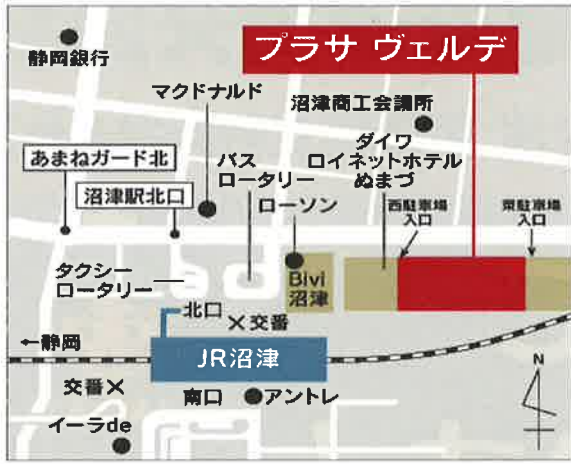 プラサ ヴェルデ
静岡銀行
マクドナルド
沼津商工会議所
あまねガード北
沼津駅北口
バス
ロータリー
ダイワ
ロイネットホテル
ぬまづ
ローソン
西駐車場
入口
東駐車場
入口
タクシー
ロータリー
BiVi
沼津
北口
交番
←静岡
JR沼津
交番
南口
アントレ
イーラde
N